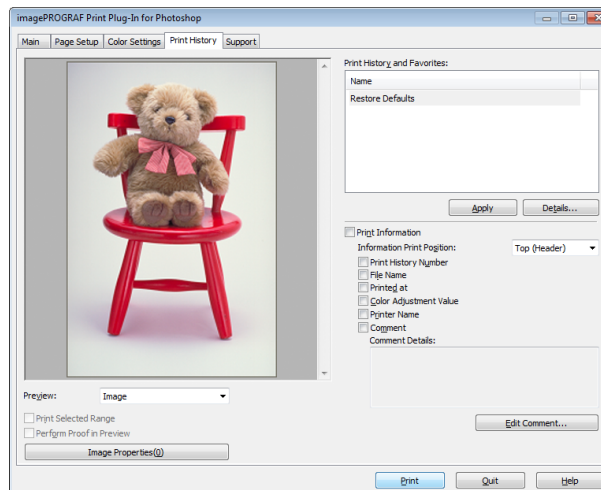 imagePROGRAF Print Plug-In for Photoshop
Main Page Setup Color Settings Print History Support
Print History and Favorites:
Name
Restore Defaults
Apply Details...
Print Information
Information Print Position: Top (Header)
Print History Number
File Name
Printed at
Color Adjustment Value
Printer Name
Comment
Comment Details:
Preview: Image
Print Selected Range
Perform Proof in Preview
Edit Comment...
Image Properties(0)
Print Quit Help